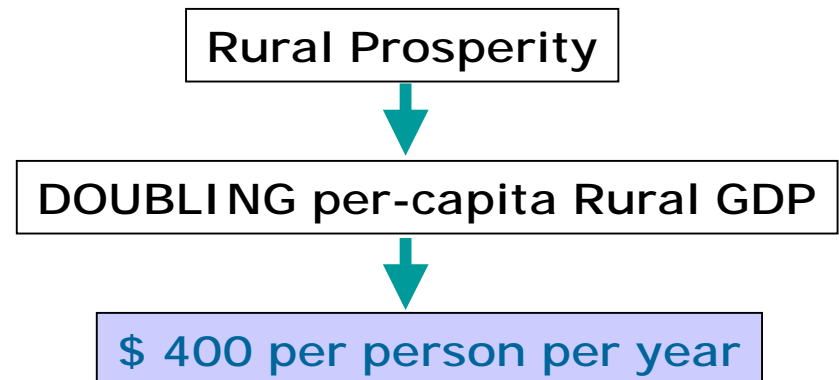 Rural Prosperity
DOUBLING per-capita Rural GDP
$ 400 per person per year